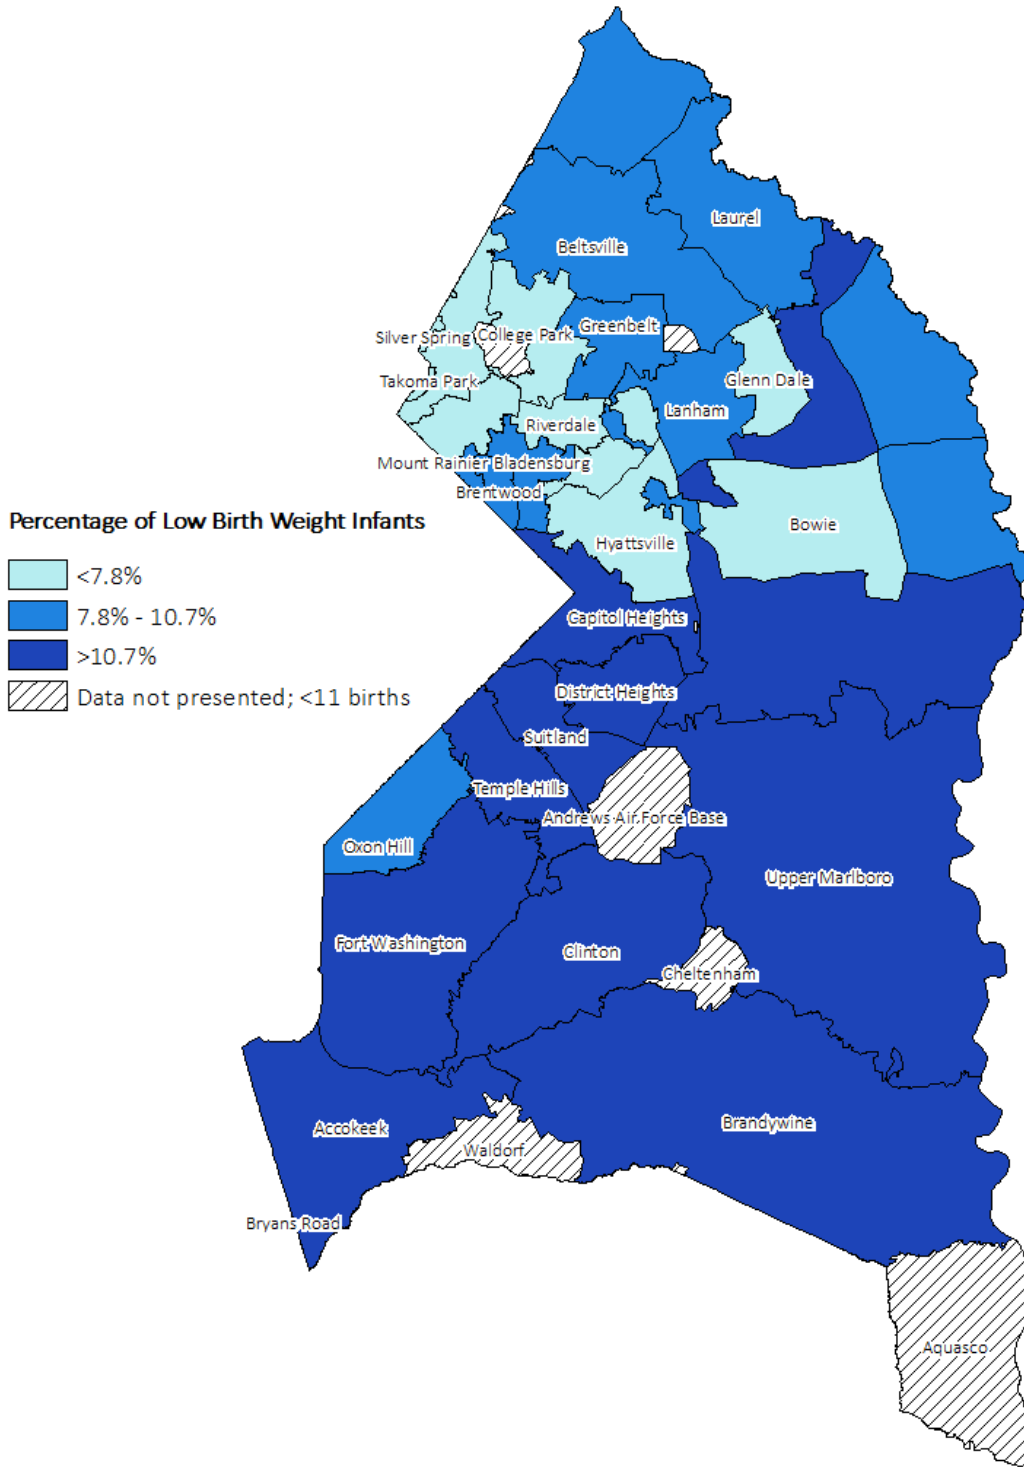 Laurel
Beltsville
Greenbelt
Silver Spring
College Park
Takoma Park
Glenn Dale
Lanham
Riverdale
Mount Rainier
Bladensburg
Brentwood
Percentage of Low Birth Weight Infants
Bowie
Hyattsville
<7.8%
7.8% - 10.7%
Capitol Heights
>10.7%
Data not presented; <11 births
District Heights
Suitland
Temple Hills
Andrews Air Force Base
Oxon Hill
Upper Marlboro
Fort Washington
Clinton
Cheltenham
Accokeek
Brandywine
Waldorf
Bryans Road
Aquasco